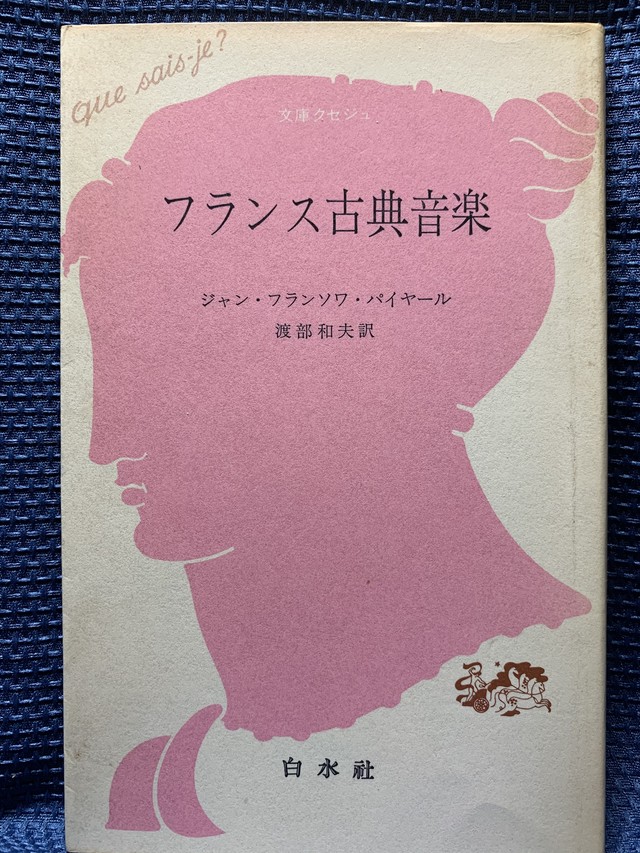 que sais-je?
文庫クセジュ
フランス古典音楽
ジャン・フランソワ・パイヤール
渡部和夫訳
白水社